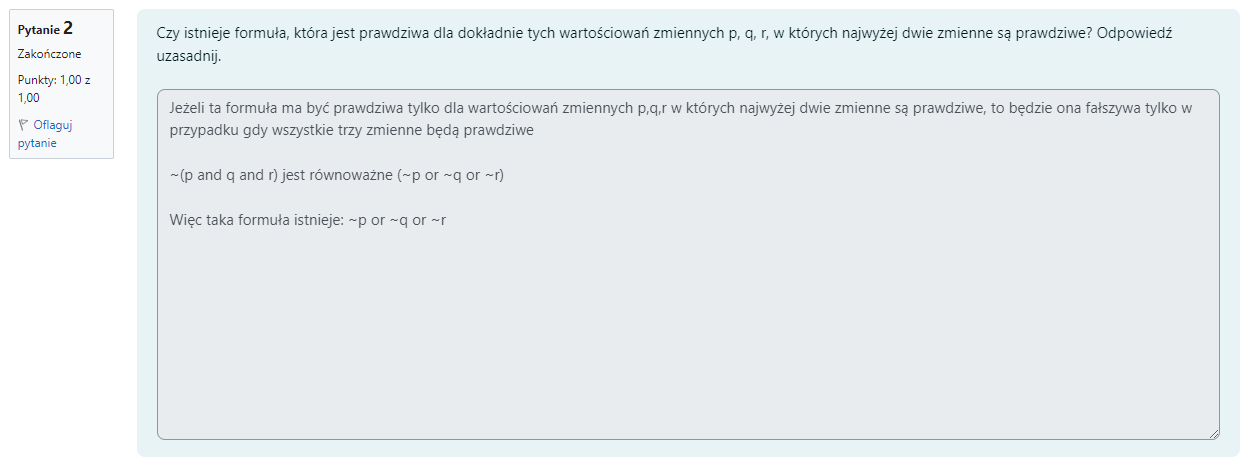 Pytanie 2
Zakończone
Punkty: 1,00 z
1,00
Oflaguj
pytanie
Czy istnieje formuła, która jest prawdziwa dla dokładnie tych wartościowań zmiennych p, q, r, w których najwyżej dwie zmienne są prawdziwe? Odpowiedź
uzasadnij.
Jeżeli ta formuła ma być prawdziwa tylko dla wartościowań zmiennych p,q,r w których najwyżej dwie zmienne są prawdziwe, to będzie ona fałszywa tylko w
przypadku gdy wszystkie trzy zmienne będą prawdziwe
~(p and q and r) jest równoważne (~p or ~q or ~r)
Więc taka formuła istnieje: ~p or ~q or ~r